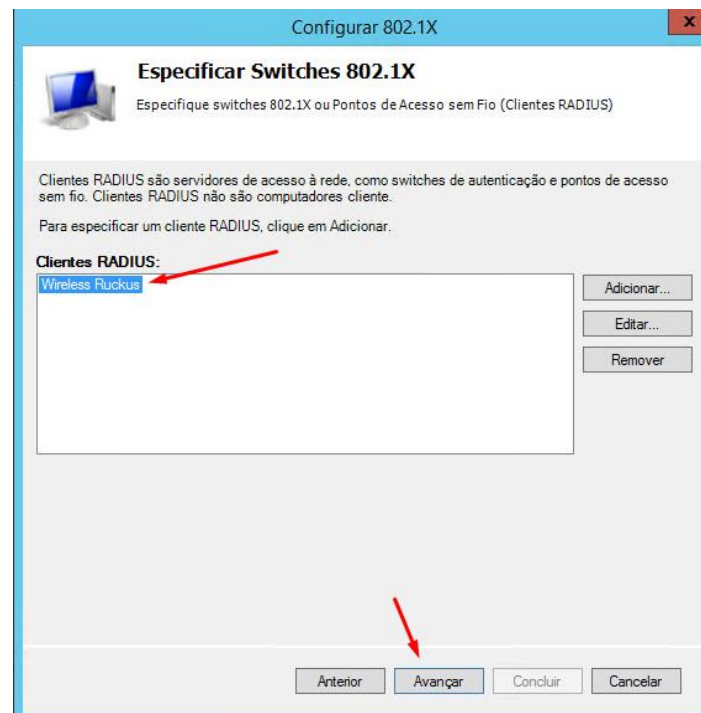 Configurar 802.1X
x
Especificar Switches 802.1X
Especifique switches 802.1X ou Pontos de Acesso sem Fio (Clientes RADIUS)
Clientes RADIUS são servidores de acesso à rede, como switches de autenticação e pontos de acesso
sem fio. Clientes RADIUS não são computadores cliente.
Para especificar um cliente RADIUS, clique em Adicionar.
Clientes RADIUS:
Wireless Ruckus
Adicionar...
Editar...
Remover
Anterior
Avançar
Concluir
Cancelar